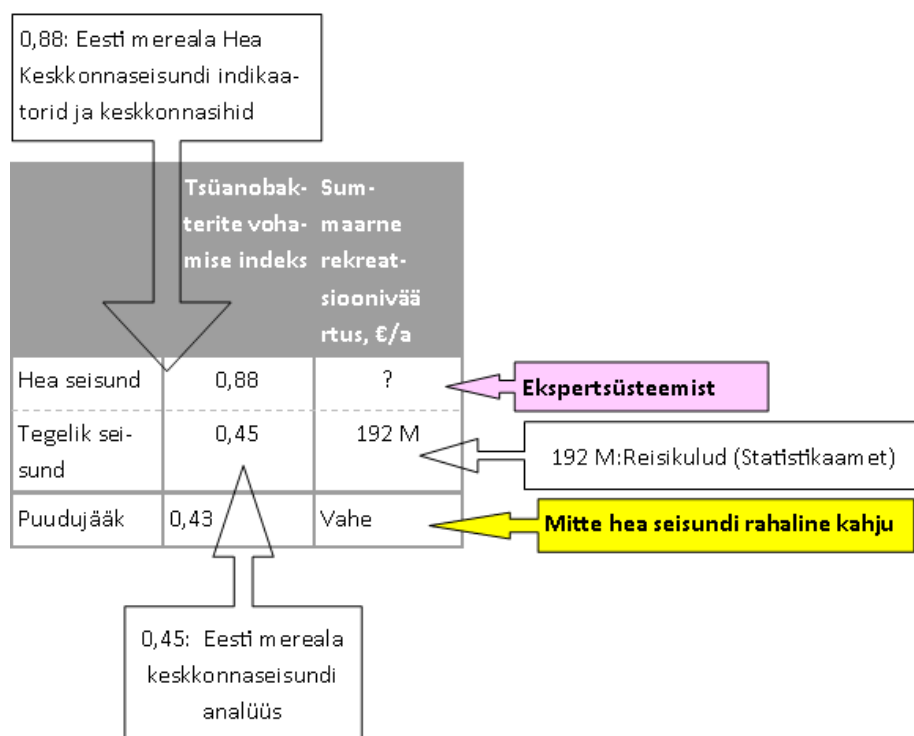 0,88: Eesti mereala Hea
Keskkonnaseisundi indikaa-
torid ja keskkonnasihid
Tsüanobak-
terite voha-
mise indeks
Sum-
maarne
rekreat-
sioonivää
rtus, €/a
Hea seisund
0,88
?
Ekspertsüsteemist
Tegelik sei-
sund
0,45
192 M
192 M:Reisikulud (Statistikaamet)
Puudujääk
0,43
Vahe
Mitte hea seisundi rahaline kahju
0,45: Eesti mereala
keskkonnaseisundi
analüüs